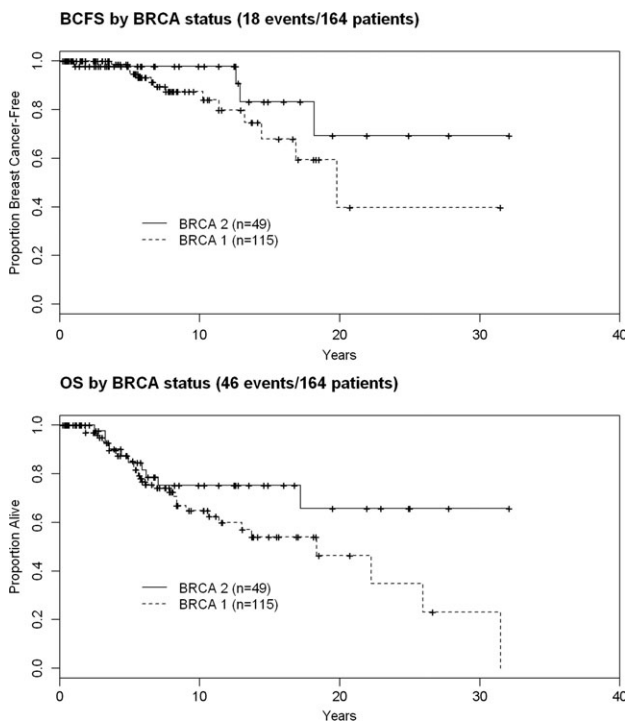 BCFS by BRCA status (18 events/164 patients)
Proportion Breast Cancer-Free
1.0
0.8
0.6
0.4
0.2
0.0
BRCA 2 (n=49)
BRCA 1 (n=115)
0 10 20 30 40
Years
OS by BRCA status (46 events/164 patients)
Proportion Alive
1.0
0.8
0.6
0.4
0.2
0.0
BRCA 2 (n=49)
BRCA 1 (n=115)
0 10 20 30 40
Years